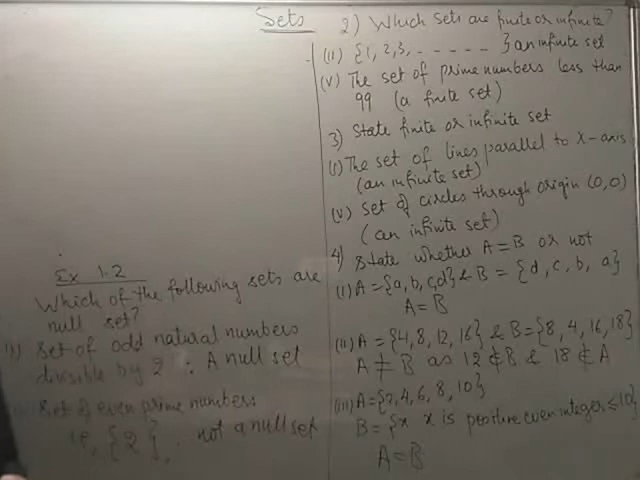 Sets
Ex 1.2
Which of the following sets are
null set?
Set of odd natural numbers
divisible by 2 : A null set
Set of even prime numbers
ie, {2} . not a null set
2) Which sets are finite or infinite?
(ii) {1, 2, 3, - - - - - } an infinite set
(v) The set of prime numbers less than
99 (a finite set)
3) State finite or infinite set
(i) The set of lines parallel to x-axis
(an infinite set)
(v) Set of circles through origin (0,0)
(an infinite set)
4) State whether A = B or not
(i) A = {a, b, c, d} & B = {d, c, b, a}
A = B
(ii) A = {4, 8, 12, 16} & B = {8, 4, 16, 18}
A ≠ B as 12 ∉ B & 18 ∉ A
(iii) A = {2, 4, 6, 8, 10}
B = {x x is positive even integer ≤ 10}
A = B